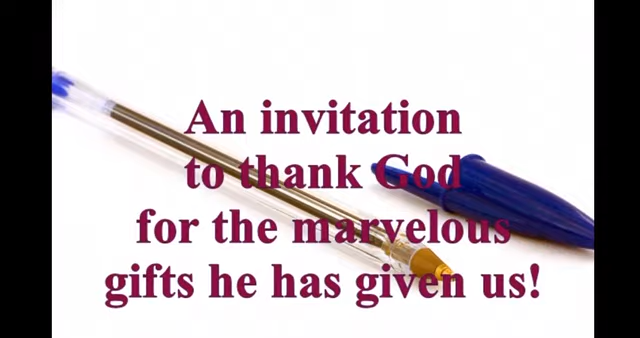 An invitation
to thank God
for the marvelous
gifts he has given us!